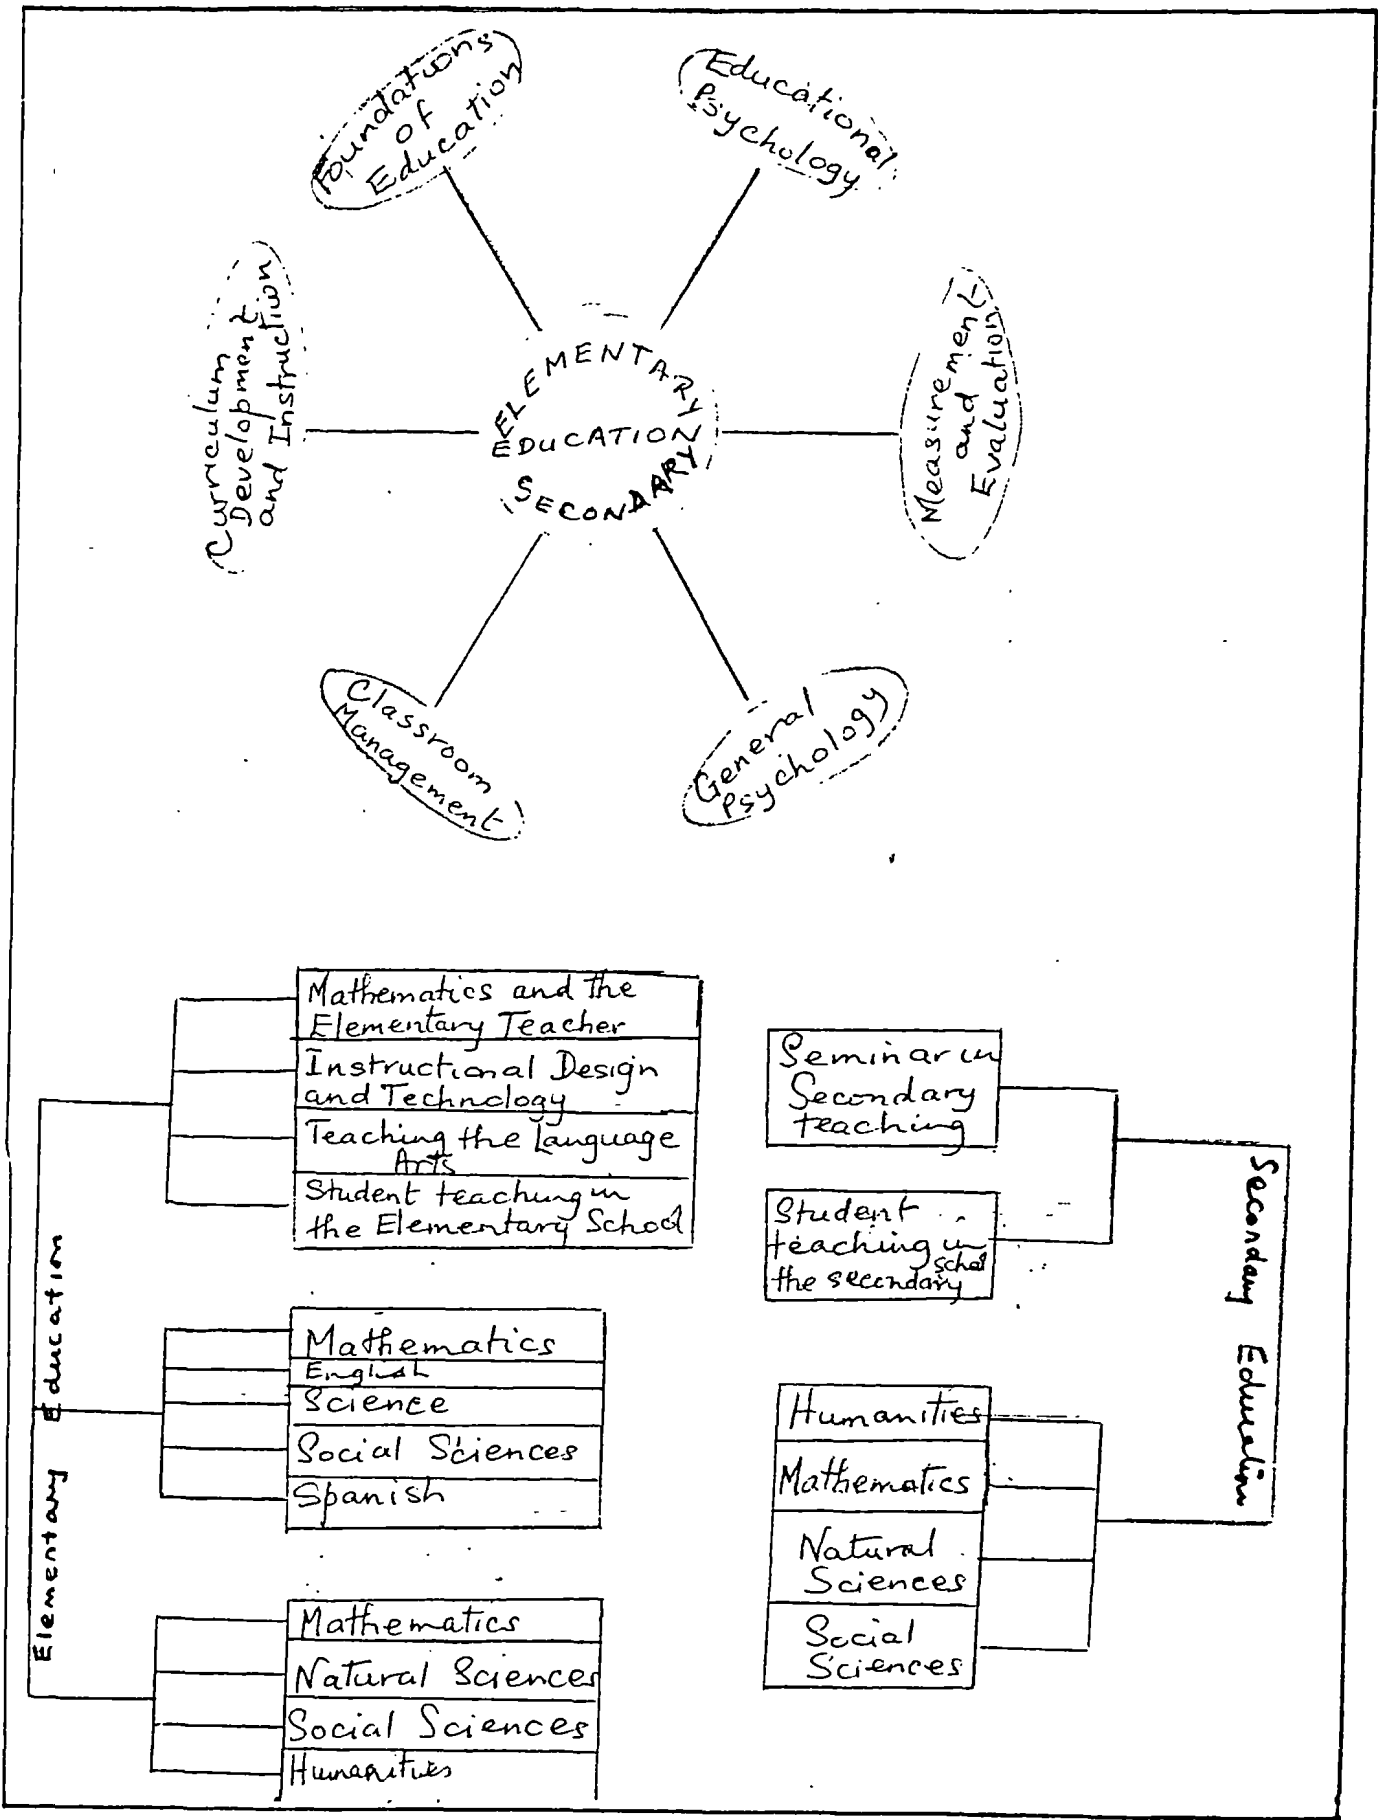 Foundations
of
Education
Educational
Psychology
Curriculum
Development
and Instruction
ELEMENTARY
EDUCATION
SECONDARY
Measurement
and
Evaluation
Classroom
Management
General
Psychology
Elementary Education
Mathematics and the
Elementary Teacher
Instructional Design
and Technology
Teaching the Language
Arts
Student teaching in
the Elementary School
Mathematics
English
Science
Social Sciences
Spanish
Mathematics
Natural Sciences
Social Sciences
Humanities
Seminar in
Secondary
teaching
Student
teaching in
the secondary school
Humanities
Mathematics
Natural
Sciences
Social
Sciences
Secondary Education